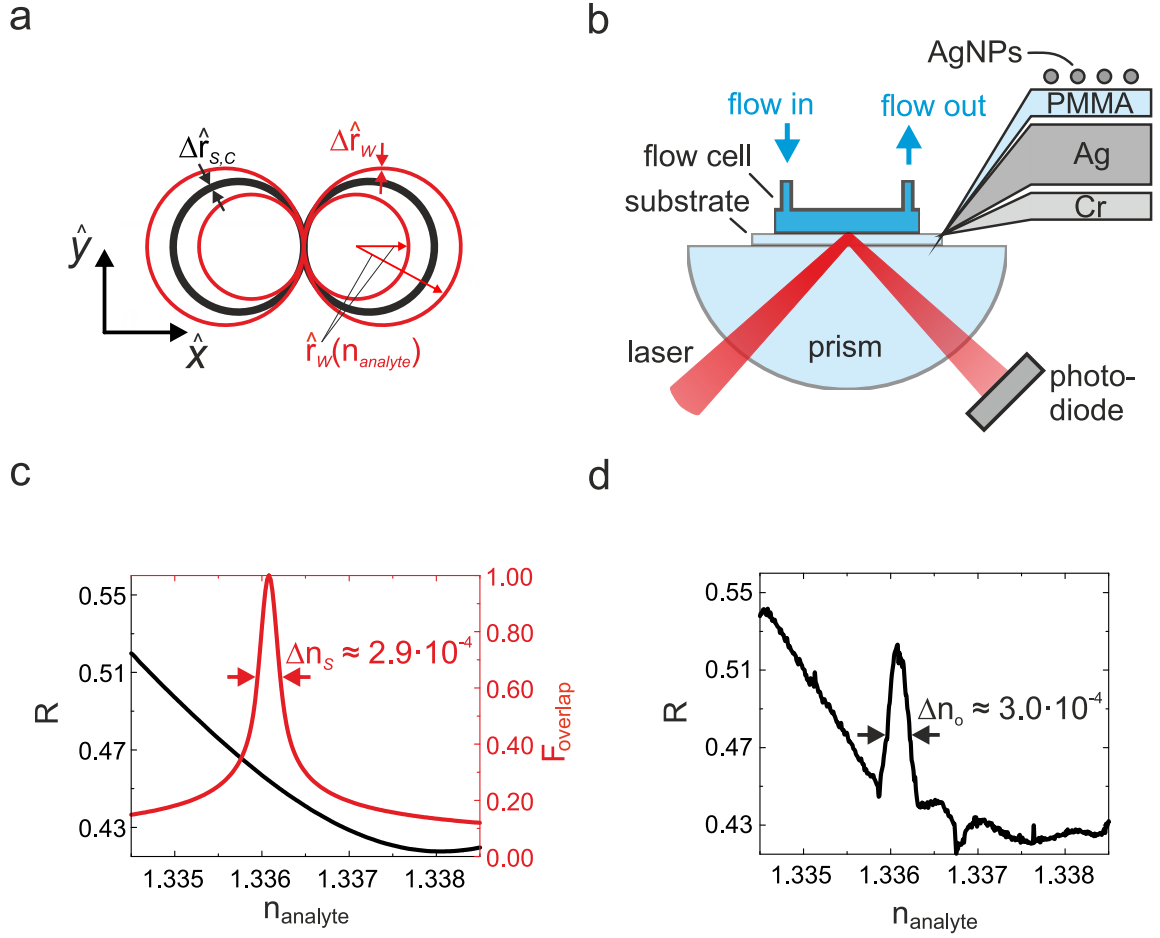 a
Δr̂s,c
Δr̂w
ŷ
x̂
r̂w(nanalyte)
b
AgNPs
PMMA
Ag
Cr
flow in
flow out
flow cell
substrate
laser
prism
photo-
diode
c
R
0.55
0.51
0.47
0.43
1.00
0.80
0.60
0.40
0.20
0.00
Foverlap
Δns ≈ 2.9·10⁻⁴
1.335
1.336
1.337
1.338
nanalyte
d
R
0.55
0.51
0.47
0.43
Δno ≈ 3.0·10⁻⁴
1.335
1.336
1.337
1.338
nanalyte